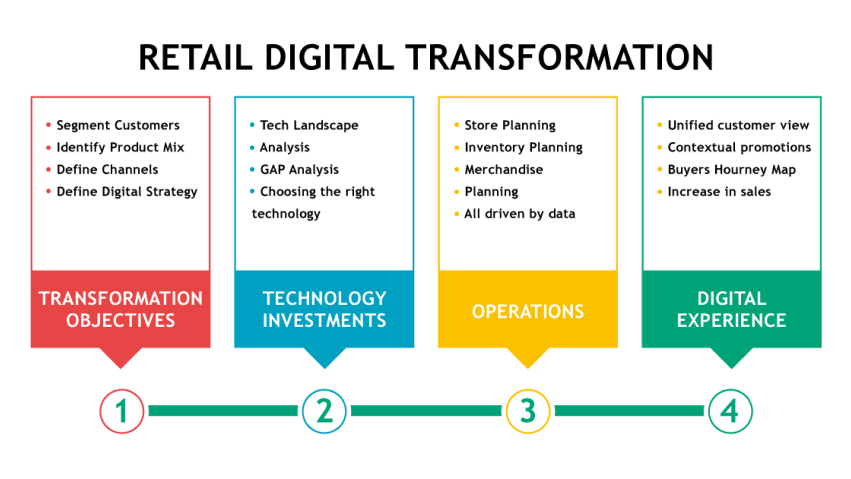 RETAIL DIGITAL TRANSFORMATION
• Segment Customers
• Identify Product Mix
• Define Channels
• Define Digital Strategy
TRANSFORMATION
OBJECTIVES
1
• Tech Landscape
• Analysis
• GAP Analysis
• Choosing the right
technology
TECHNOLOGY
INVESTMENTS
2
• Store Planning
• Inventory Planning
• Merchandise
• Planning
• All driven by data
OPERATIONS
3
• Unified customer view
• Contextual promotions
• Buyers Hourney Map
• Increase in sales
DIGITAL
EXPERIENCE
4